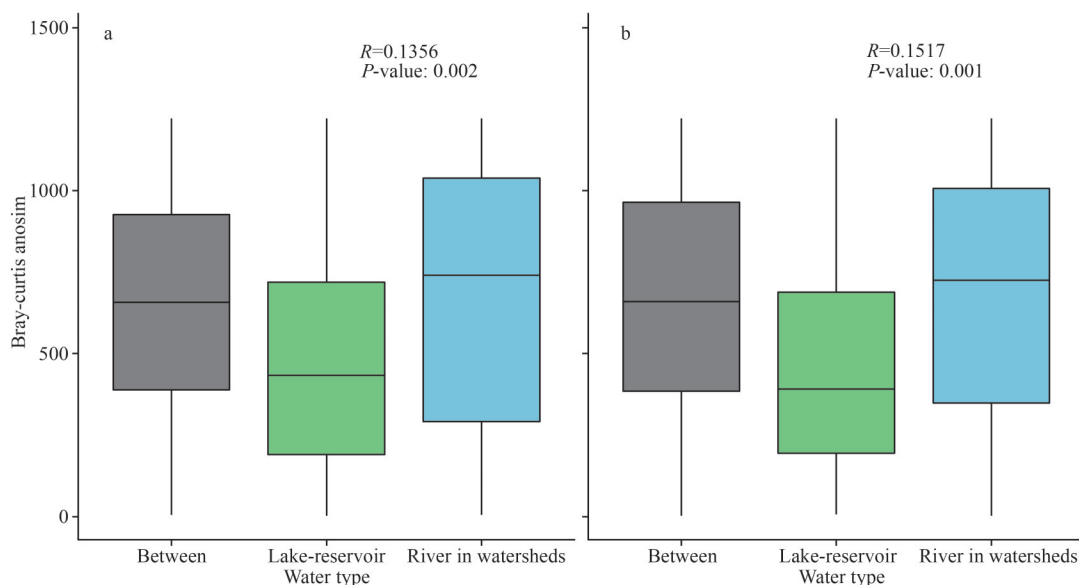 a
R=0.1356
P-value: 0.002
b
R=0.1517
P-value: 0.001
Bray-curtis anosim
1500
1000
500
0
Between
Lake-reservoir
River in watersheds
Water type
Between
Lake-reservoir
River in watersheds
Water type